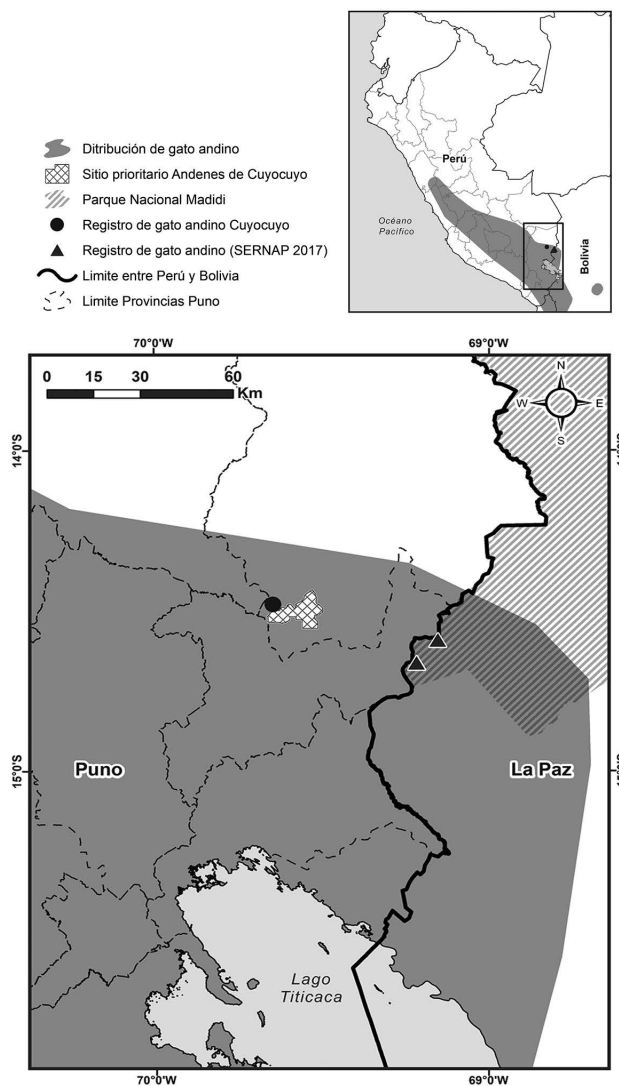 Ditribución de gato andino
Sitio prioritario Andenes de Cuyocuyo
Parque Nacional Madidi
Registro de gato andino Cuyocuyo
Registro de gato andino (SERNAP 2017)
Limite entre Perú y Bolivia
Limite Provincias Puno
Perú
Océano
Pacífico
Bolivia
70°0'W
69°0'W
0 15 30 60
Km
N
W E
S
14°0'S
Puno
La Paz
15°0'S
Lago
Titicaca
70°0'W
69°0'W